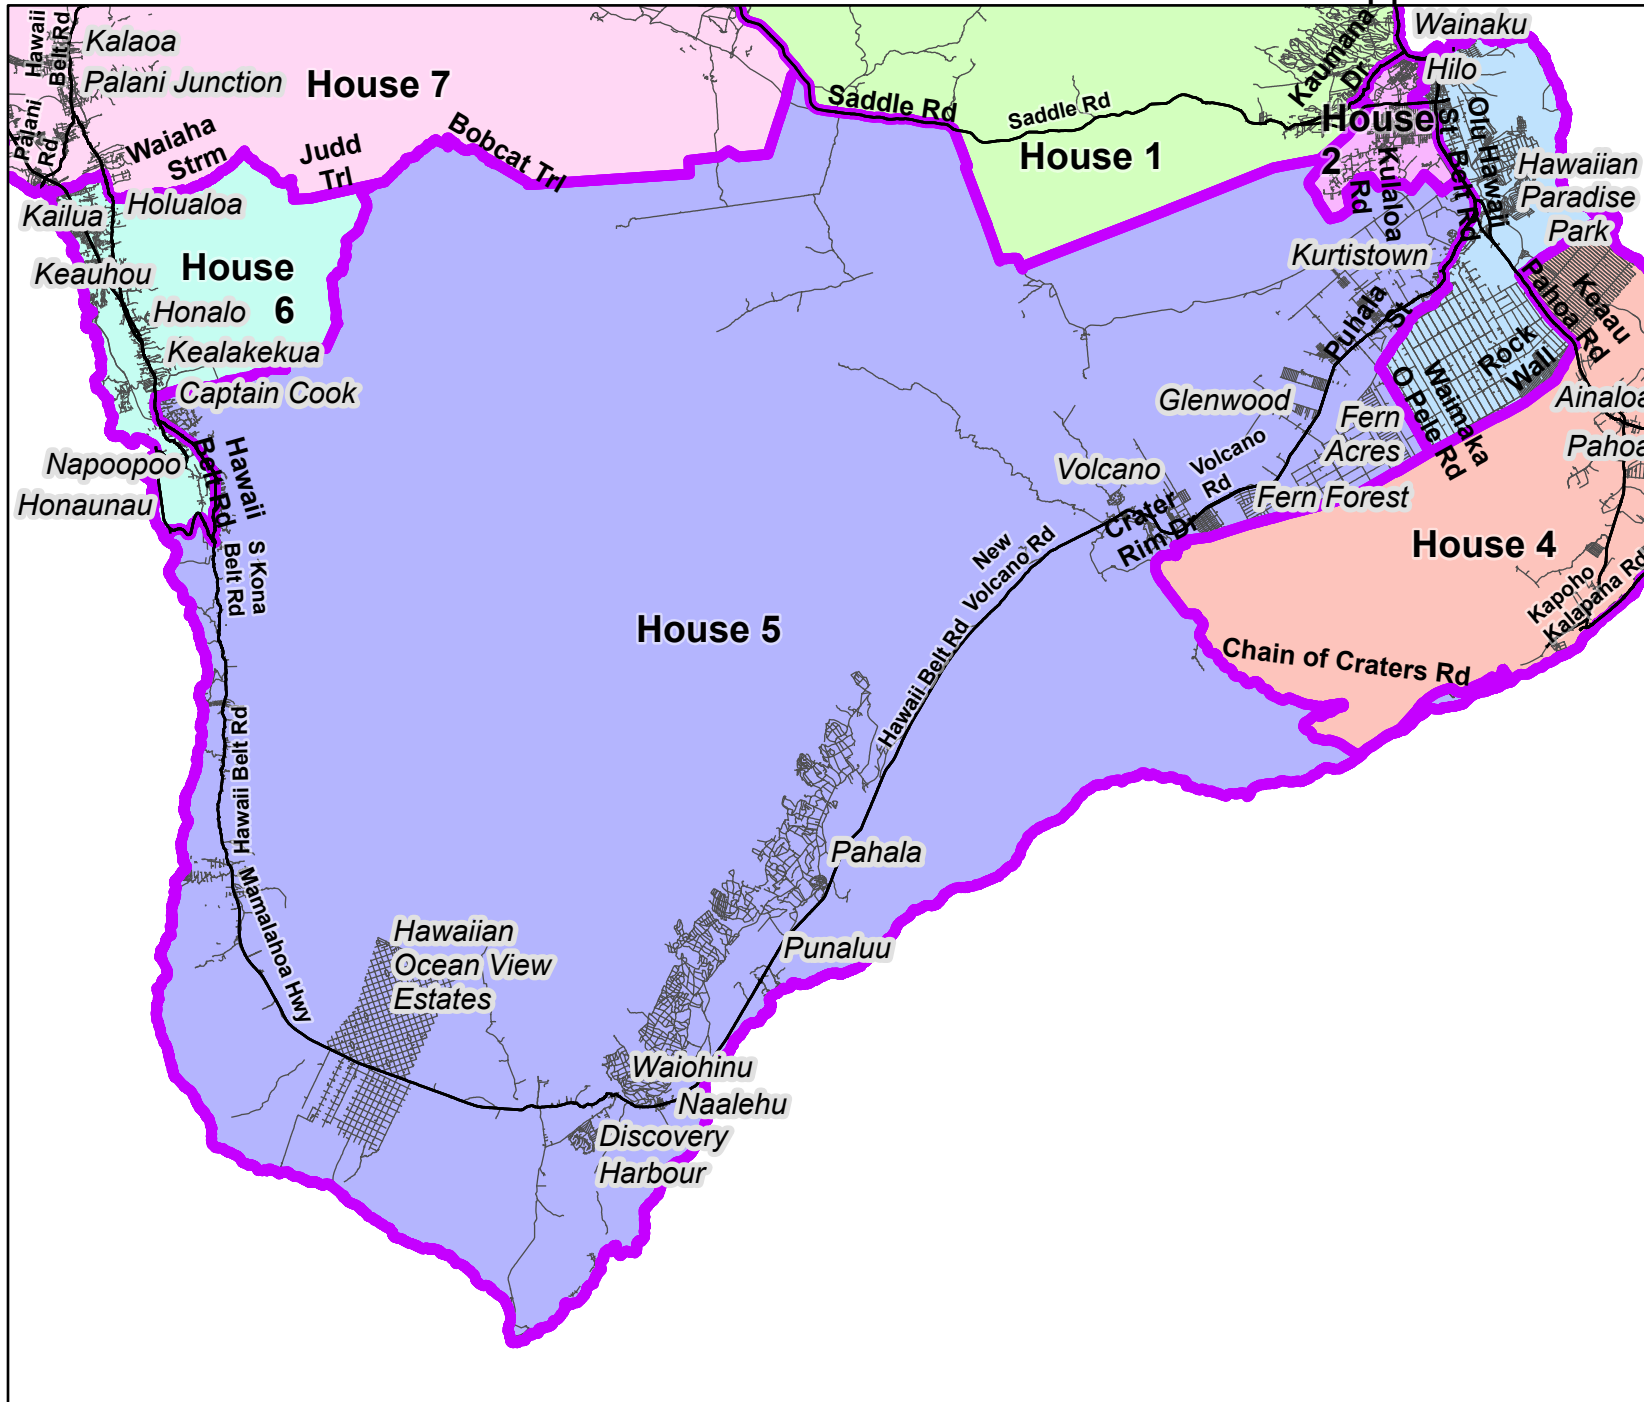 Hawaii
Belt Rd
Kalaoa
Palani Junction
House 7
Palani
Rd
Waiaha
Strm
Judd
Trl
Bobcat Trl
Saddle Rd
Saddle Rd
House 1
Kaumana
Dr
Wainaku
Hilo
House
2
Kulaloa
Rd
Olu
St
Hawaii
Belt Rd
Hawaiian
Paradise
Park
Kailua
Holualoa
Keauhou
House
6
Honalo
Kealakekua
Captain Cook
Kurtistown
Puhala
St
Pahoa Rd
Keaau
Rock
Wall
Waimaka
O Pele Rd
Ainaloa
Pahoa
Glenwood
Fern
Acres
Fern Forest
Volcano
Volcano
Rd
Crater
Rim Dr
New
Volcano Rd
Hawaii Belt Rd
House 4
Kapoho
Kalapana Rd
Chain of Craters Rd
Napoopoo
Honaunau
Hawaii
Belt Rd
S Kona
Belt Rd
House 5
Hawaii Belt Rd
Mamalahoa Hwy
Pahala
Punaluu
Hawaiian
Ocean View
Estates
Waiohinu
Naalehu
Discovery
Harbour